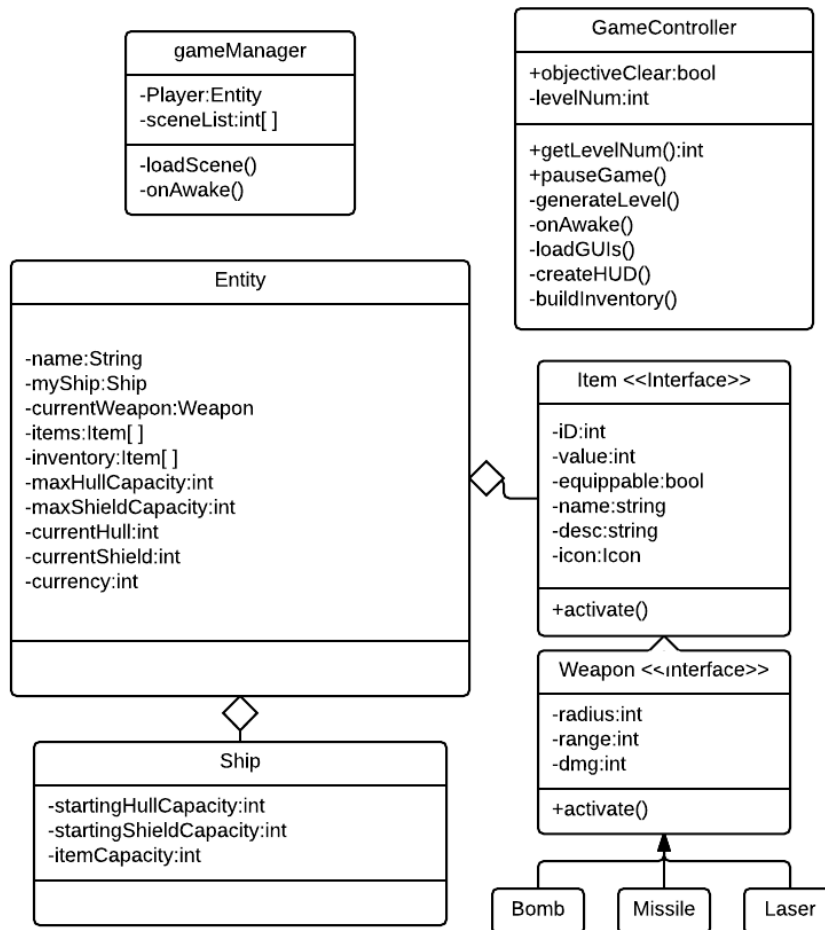 gameManager
-Player:Entity
-sceneList:int[ ]
-loadScene()
-onAwake()
GameController
+objectiveClear:bool
-levelNum:int
+getLevelNum():int
+pauseGame()
-generateLevel()
-onAwake()
-loadGUIs()
-createHUD()
-buildInventory()
Entity
-name:String
-myShip:Ship
-currentWeapon:Weapon
-items:Item[ ]
-inventory:Item[ ]
-maxHullCapacity:int
-maxShieldCapacity:int
-currentHull:int
-currentShield:int
-currency:int
Item <<Interface>>
-iD:int
-value:int
-equippable:bool
-name:string
-desc:string
-icon:Icon
+activate()
Weapon <<Interface>>
-radius:int
-range:int
-dmg:int
+activate()
Ship
-startingHullCapacity:int
-startingShieldCapacity:int
-itemCapacity:int
Bomb
Missile
Laser